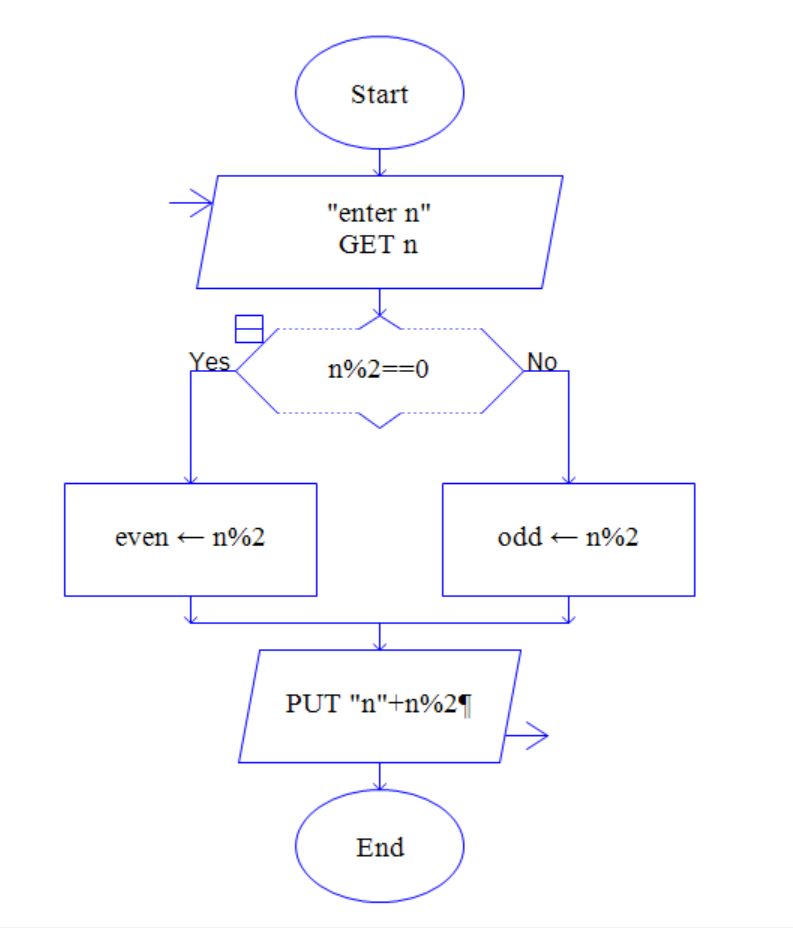 Start
"enter n"
GET n
Yes
n%2==0
No
even ← n%2
odd ← n%2
PUT "n"+n%2¶
End